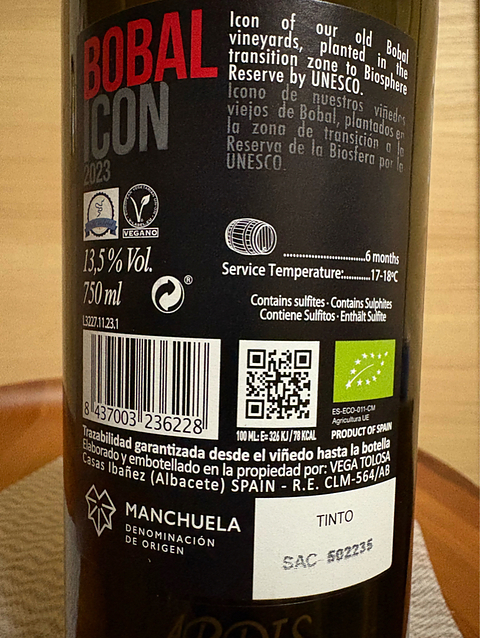 BOBAL
ICON
2023
Icon of our old Bobal
vineyards, planted in the
transition zone to Biosphere
Reserve by UNESCO.
Icono de nuestros viñedos
viejos de Bobal, plantados en
la zona de transición a la
Reserva de la Biosfera por la
UNESCO.
VEGANO
13,5 % Vol.
750 ml
L3227.11.23.1
........................6 months
Service Temperature:.........17-18ºC
Contains sulfites · Contains Sulphites
Contiene Sulfitos · Enthält Sulfite
8 437003 236228
100 ML: E= 326 KJ / 78 KCAL
ES-ECO-011-CM
Agricultura UE
PRODUCT OF SPAIN
Trazabilidad garantizada desde el viñedo hasta la botella
Elaborado y embotellado en la propiedad por: VEGA TOLOSA
Casas Ibañez (Albacete) SPAIN - R.E. CLM-564/AB
MANCHUELA
DENOMINACIÓN
DE ORIGEN
TINTO
SAC 502235